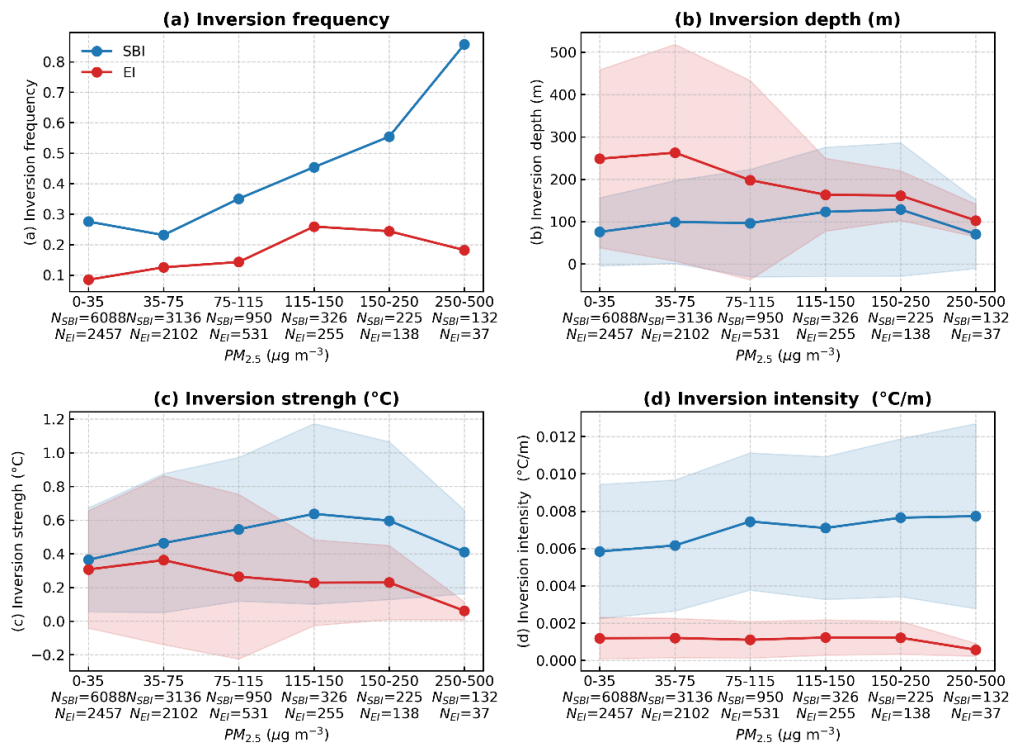 (a) Inversion frequency
SBI
EI
(a) Inversion frequency
0.8
0.7
0.6
0.5
0.4
0.3
0.2
0.1
0-35 35-75 75-115 115-150 150-250 250-500
N_SBI=6088 N_SBI=3136 N_SBI=950 N_SBI=326 N_SBI=225 N_SBI=132
N_EI=2457 N_EI=2102 N_EI=531 N_EI=255 N_EI=138 N_EI=37
PM_2.5 (μg m⁻³)
(b) Inversion depth (m)
(b) Inversion depth (m)
500
400
300
200
100
0
0-35 35-75 75-115 115-150 150-250 250-500
N_SBI=6088 N_SBI=3136 N_SBI=950 N_SBI=326 N_SBI=225 N_SBI=132
N_EI=2457 N_EI=2102 N_EI=531 N_EI=255 N_EI=138 N_EI=37
PM_2.5 (μg m⁻³)
(c) Inversion strengh (°C)
(c) Inversion strengh (°C)
1.2
1.0
0.8
0.6
0.4
0.2
0.0
−0.2
0-35 35-75 75-115 115-150 150-250 250-500
N_SBI=6088 N_SBI=3136 N_SBI=950 N_SBI=326 N_SBI=225 N_SBI=132
N_EI=2457 N_EI=2102 N_EI=531 N_EI=255 N_EI=138 N_EI=37
PM_2.5 (μg m⁻³)
(d) Inversion intensity (°C/m)
(d) Inversion intensity (°C/m)
0.012
0.010
0.008
0.006
0.004
0.002
0.000
0-35 35-75 75-115 115-150 150-250 250-500
N_SBI=6088 N_SBI=3136 N_SBI=950 N_SBI=326 N_SBI=225 N_SBI=132
N_EI=2457 N_EI=2102 N_EI=531 N_EI=255 N_EI=138 N_EI=37
PM_2.5 (μg m⁻³)